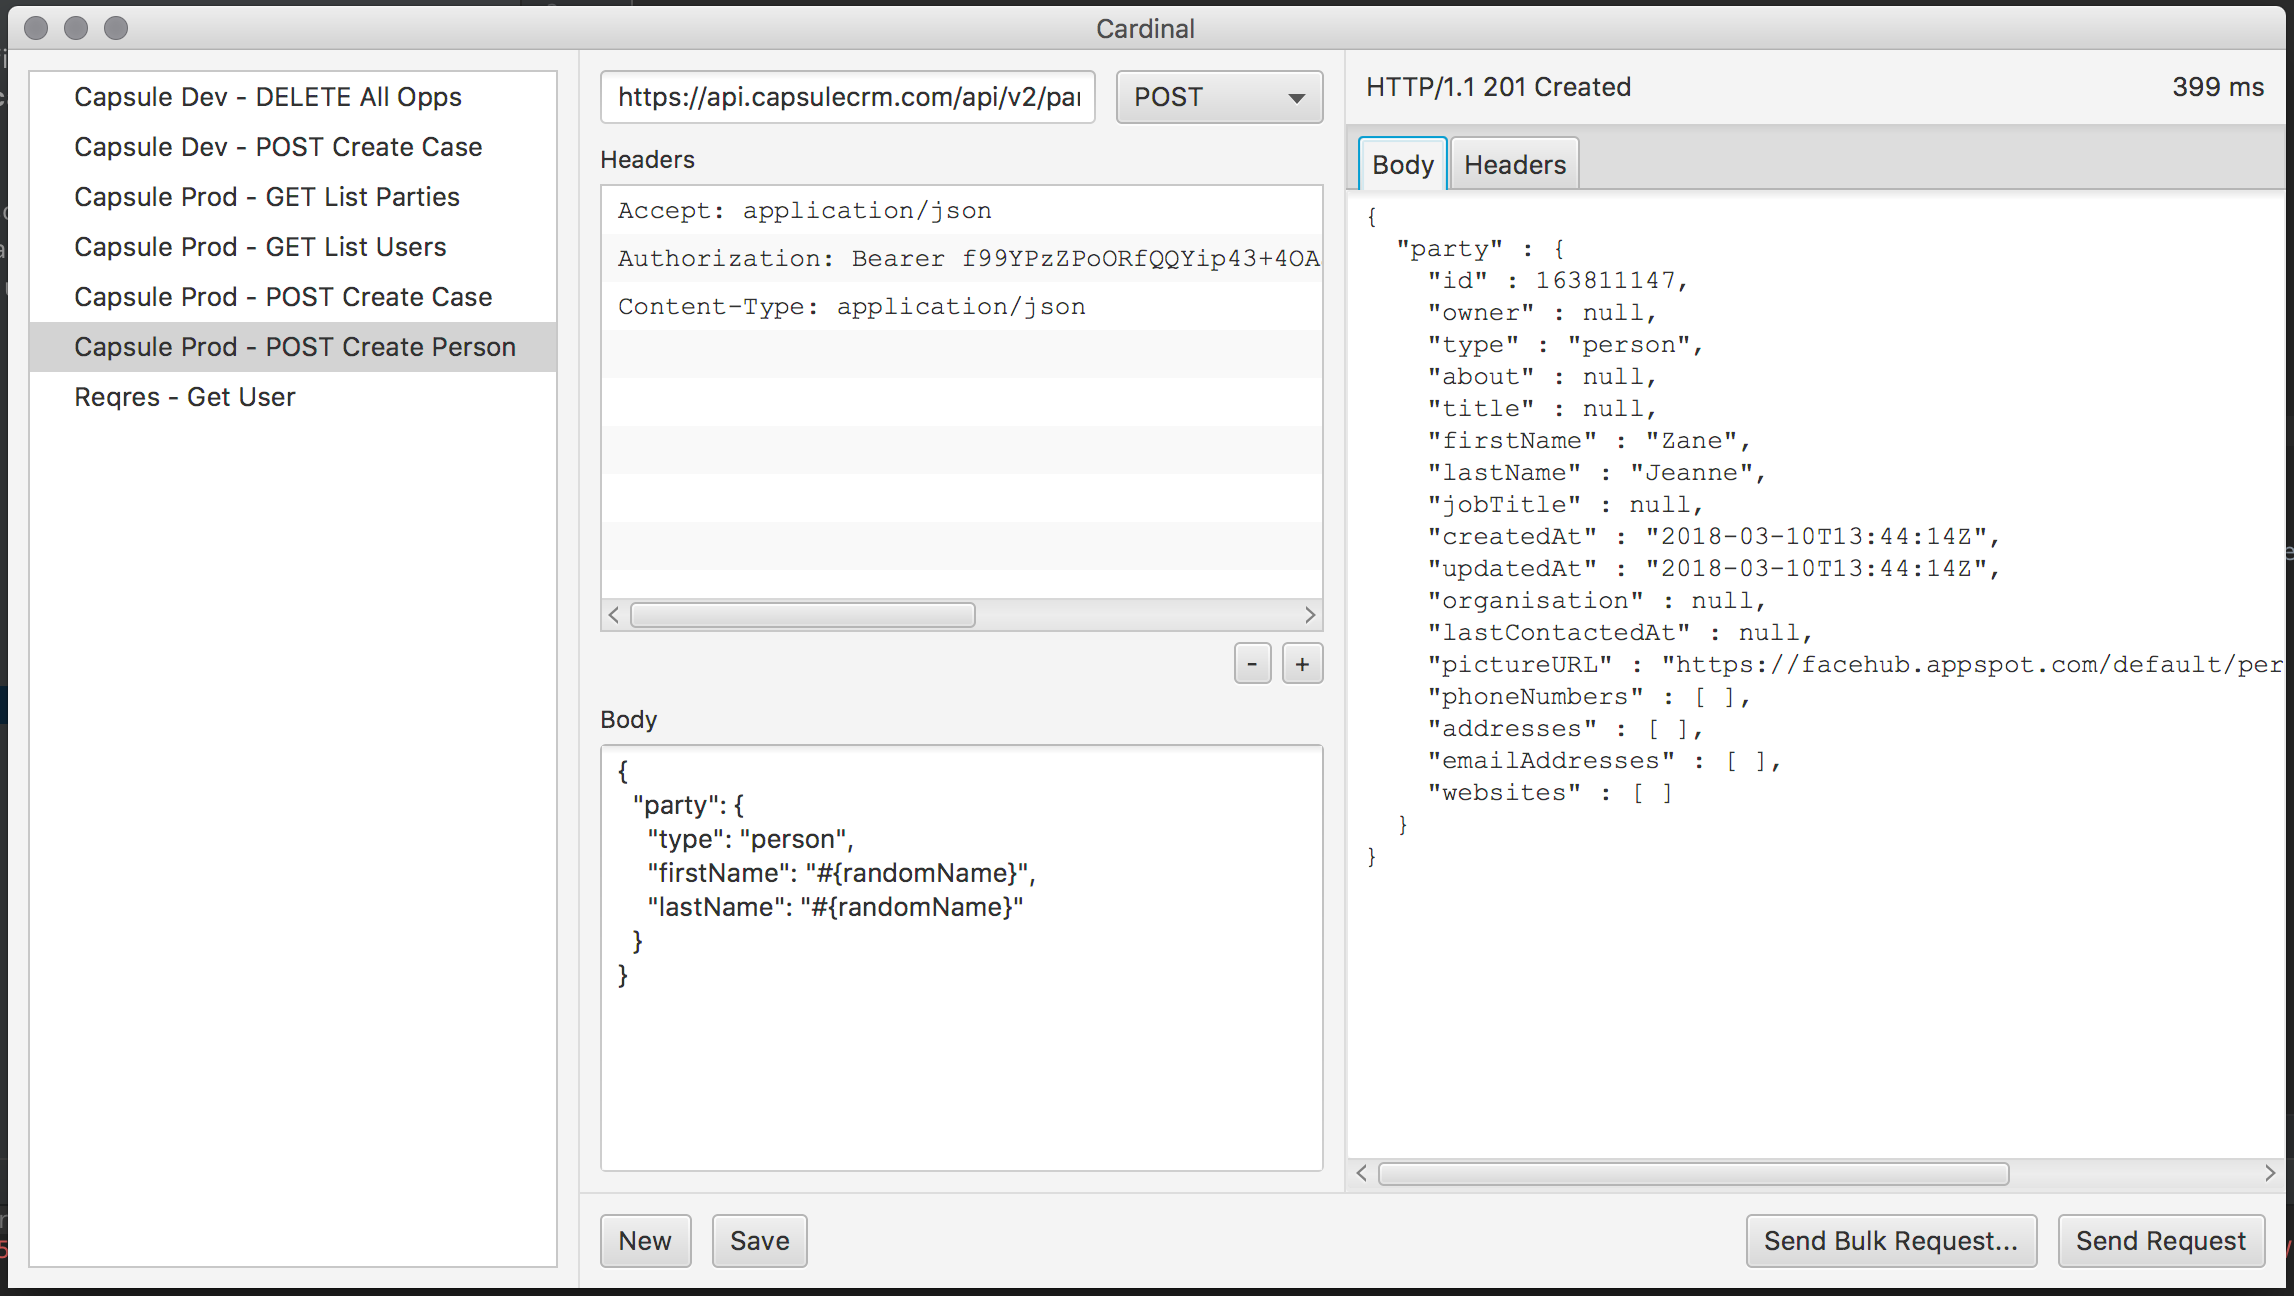 Cardinal
Capsule Dev - DELETE All Opps
Capsule Dev - POST Create Case
Capsule Prod - GET List Parties
Capsule Prod - GET List Users
Capsule Prod - POST Create Case
Capsule Prod - POST Create Person
Reqres - Get User
https://api.capsulecrm.com/api/v2/par
POST
Headers
Accept: application/json
Authorization: Bearer f99YPzZPoORfQQYip43+4OA
Content-Type: application/json
-
+
Body
{
  "party": {
    "type": "person",
    "firstName": "#{randomName}",
    "lastName": "#{randomName}"
  }
}
HTTP/1.1 201 Created
399 ms
Body
Headers
{
  "party" : {
    "id" : 163811147,
    "owner" : null,
    "type" : "person",
    "about" : null,
    "title" : null,
    "firstName" : "Zane",
    "lastName" : "Jeanne",
    "jobTitle" : null,
    "createdAt" : "2018-03-10T13:44:14Z",
    "updatedAt" : "2018-03-10T13:44:14Z",
    "organisation" : null,
    "lastContactedAt" : null,
    "pictureURL" : "https://facehub.appspot.com/default/per
    "phoneNumbers" : [ ],
    "addresses" : [ ],
    "emailAddresses" : [ ],
    "websites" : [ ]
  }
}
New
Save
Send Bulk Request...
Send Request